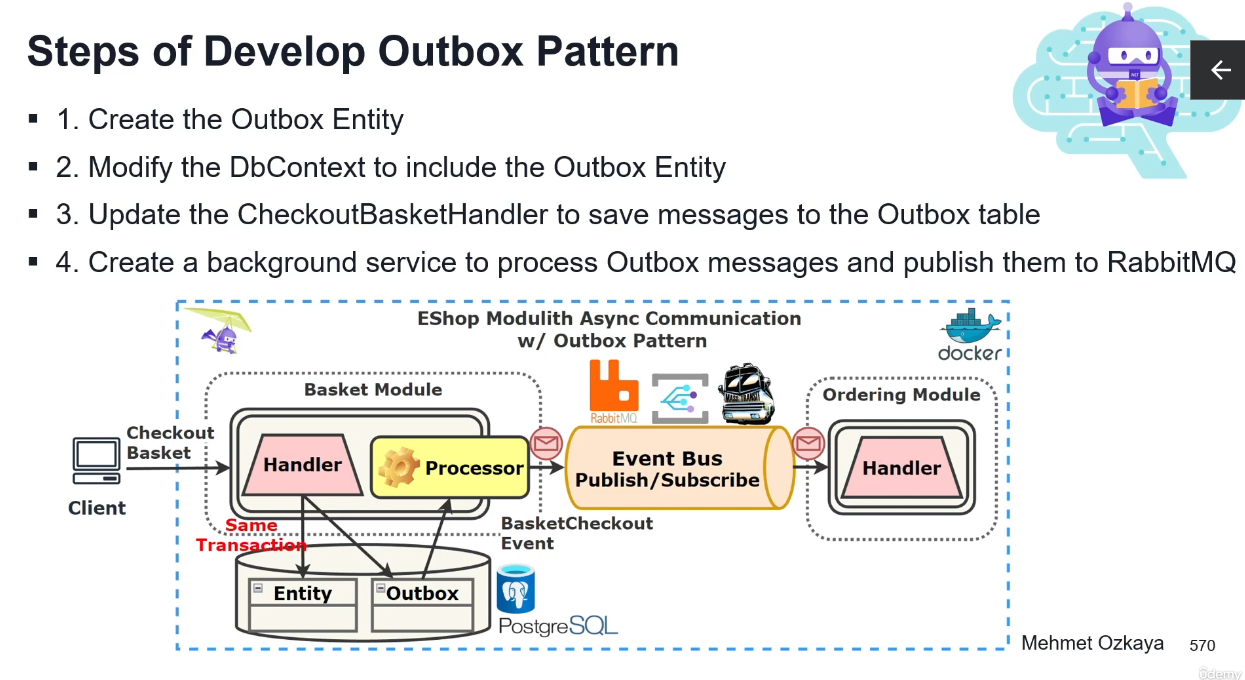 Steps of Develop Outbox Pattern
▪ 1. Create the Outbox Entity
▪ 2. Modify the DbContext to include the Outbox Entity
▪ 3. Update the CheckoutBasketHandler to save messages to the Outbox table
▪ 4. Create a background service to process Outbox messages and publish them to RabbitMQ
EShop Modulith Async Communication
w/ Outbox Pattern
docker
Basket Module
RabbitMQ
MASS TRANSIT
Ordering Module
Checkout
Basket
Client
Handler
Processor
Event Bus
Publish/Subscribe
Handler
Same
Transaction
BasketCheckout
Event
Entity
Outbox
PostgreSQL
Mehmet Ozkaya
570
ûdemy